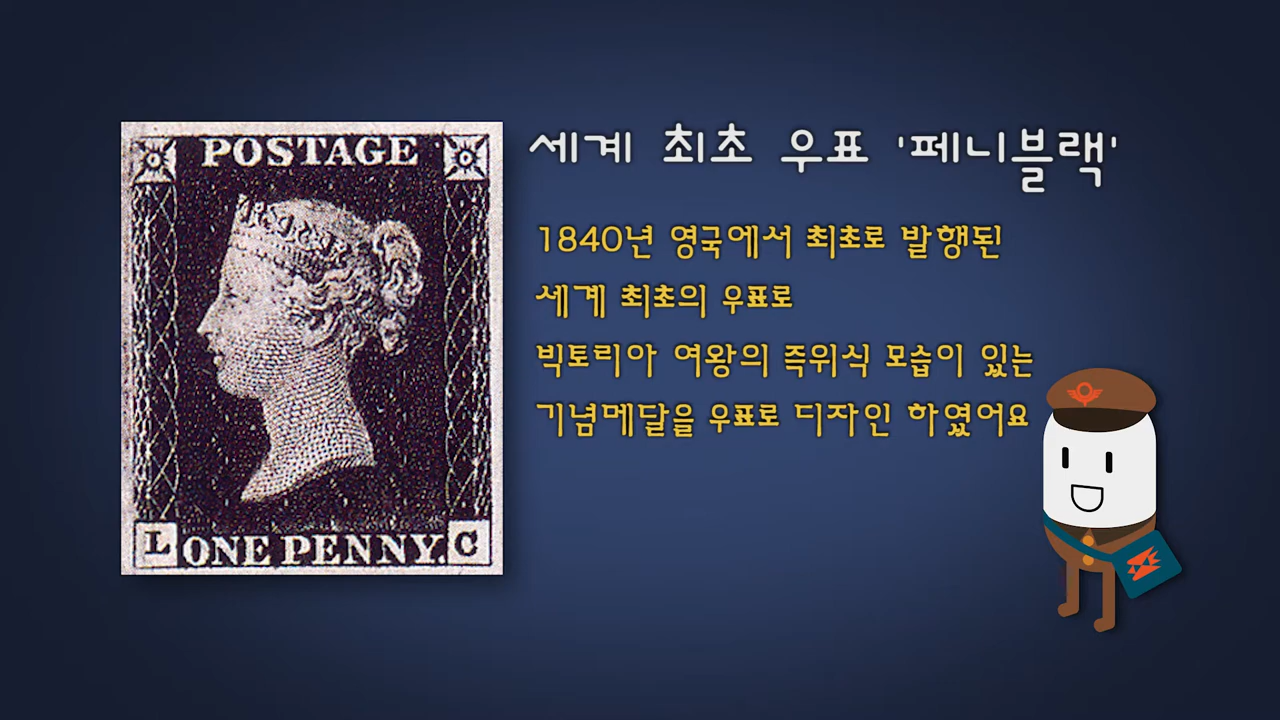 POSTAGE
L ONE PENNY. C
세계 최초 우표 '페니블랙'
1840년 영국에서 최초로 발행된
세계 최초의 우표로
빅토리아 여왕의 즉위식 모습이 있는
기념메달을 우표로 디자인 하였어요